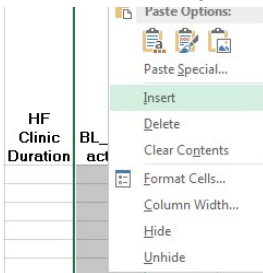 Paste Options:
Paste Special...
Insert
Delete
Clear Contents
Format Cells...
Column Width...
Hide
Unhide
HF
Clinic
Duration
BL_
act